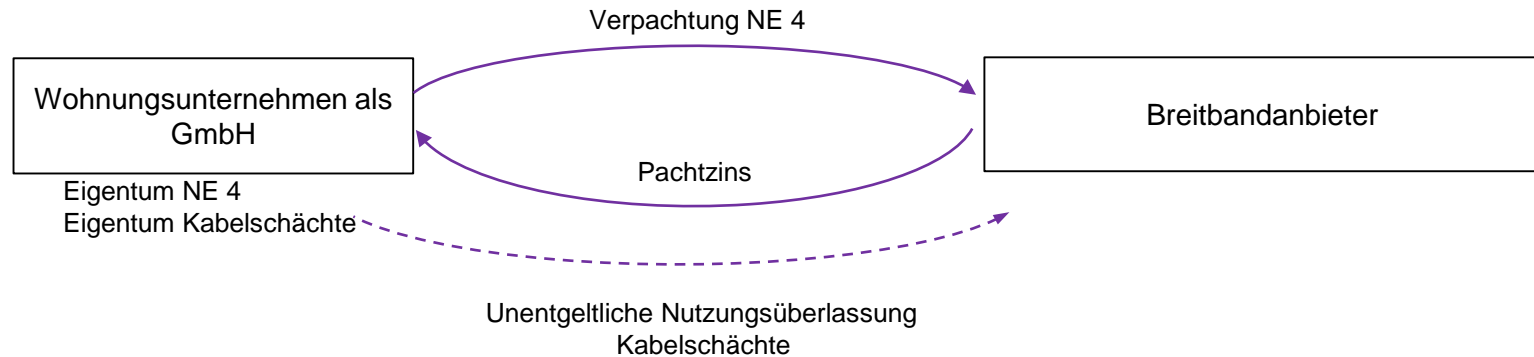 Verpachtung NE 4
Wohnungsunternehmen als
GmbH
Breitbandanbieter
Pachtzins
Eigentum NE 4
Eigentum Kabelschächte
Unentgeltliche Nutzungsüberlassung
Kabelschächte